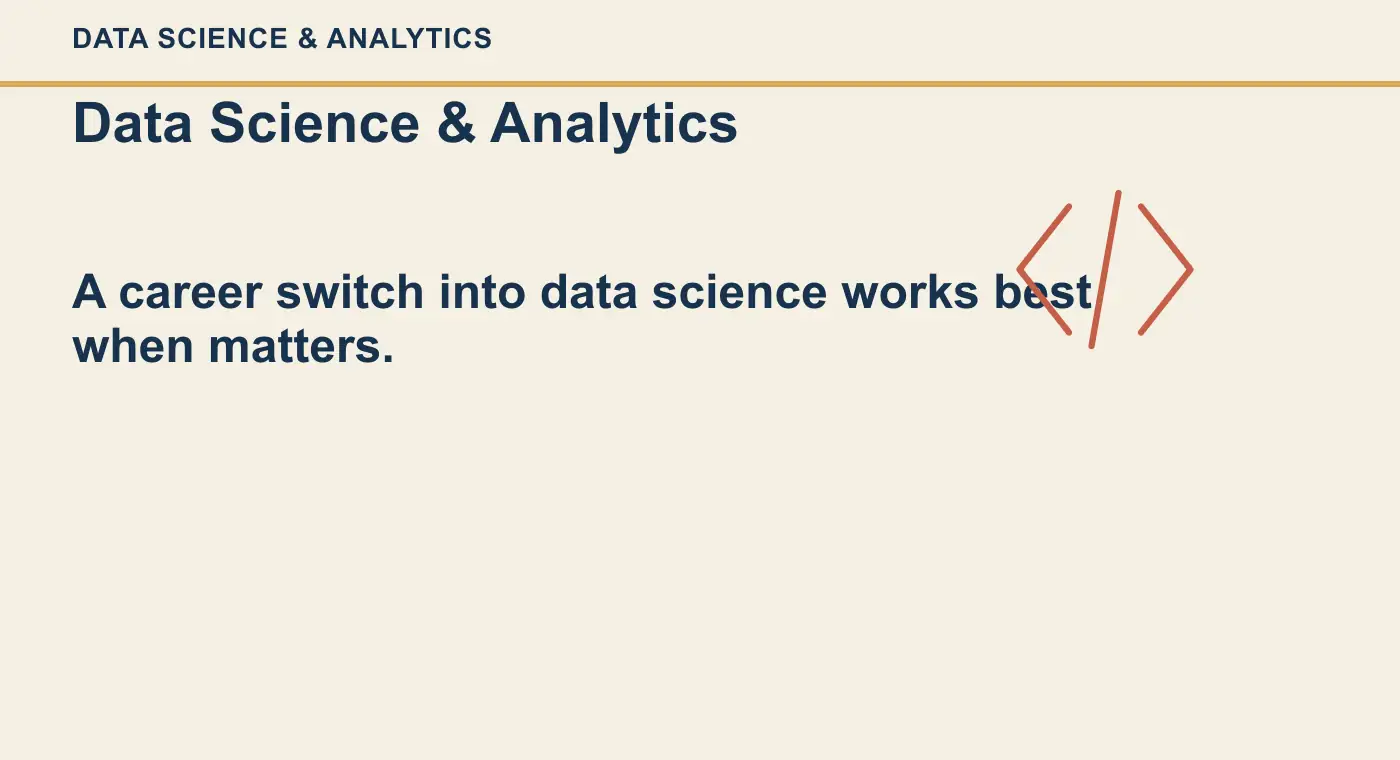 DATA SCIENCE & ANALYTICS
Data Science & Analytics
A career switch into data science works best
when matters.